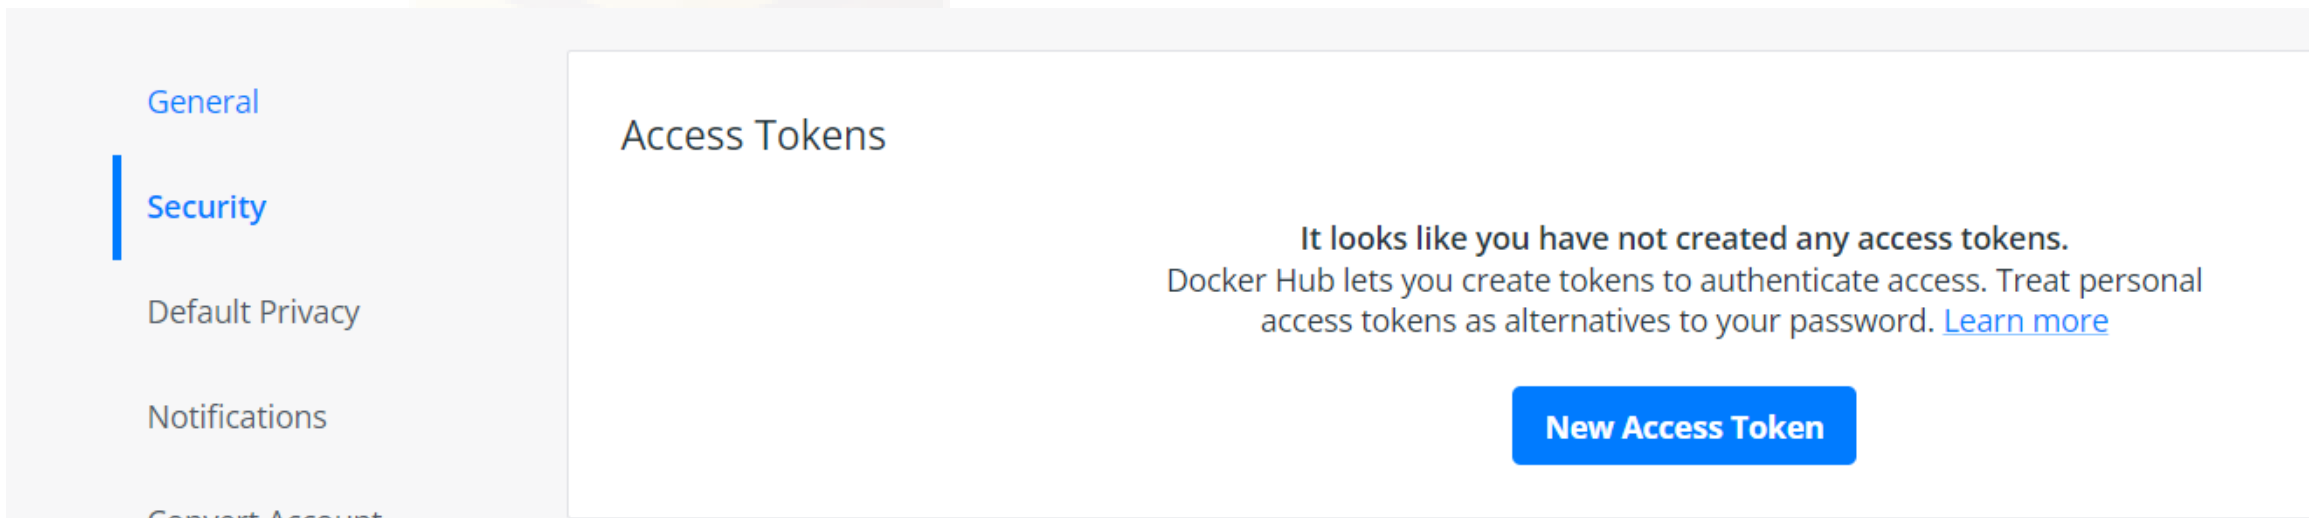 General
Security
Default Privacy
Notifications
Convert Account
Access Tokens
It looks like you have not created any access tokens.
Docker Hub lets you create tokens to authenticate access. Treat personal
access tokens as alternatives to your password. Learn more
New Access Token